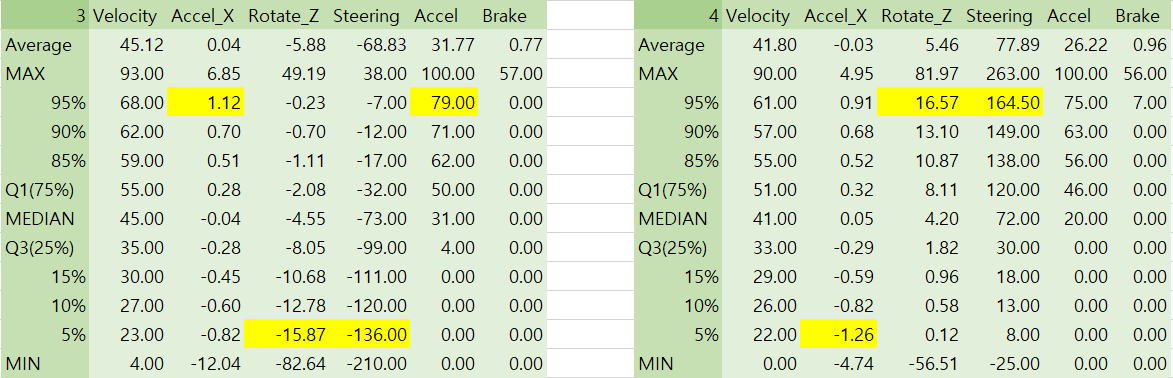 3 Velocity Accel_X Rotate_Z Steering Accel Brake 4 Velocity Accel_X Rotate_Z Steering Accel Brake
Average 45.12 0.04 -5.88 -68.83 31.77 0.77 Average 41.80 -0.03 5.46 77.89 26.22 0.96
MAX 93.00 6.85 49.19 38.00 100.00 57.00 MAX 90.00 4.95 81.97 263.00 100.00 56.00
95% 68.00 1.12 -0.23 -7.00 79.00 0.00 95% 61.00 0.91 16.57 164.50 75.00 7.00
90% 62.00 0.70 -0.70 -12.00 71.00 0.00 90% 57.00 0.68 13.10 149.00 63.00 0.00
85% 59.00 0.51 -1.11 -17.00 62.00 0.00 85% 55.00 0.52 10.87 138.00 56.00 0.00
Q1(75%) 55.00 0.28 -2.08 -32.00 50.00 0.00 Q1(75%) 51.00 0.32 8.11 120.00 46.00 0.00
MEDIAN 45.00 -0.04 -4.55 -73.00 31.00 0.00 MEDIAN 41.00 0.05 4.20 72.00 20.00 0.00
Q3(25%) 35.00 -0.28 -8.05 -99.00 4.00 0.00 Q3(25%) 33.00 -0.29 1.82 30.00 0.00 0.00
15% 30.00 -0.45 -10.68 -111.00 0.00 0.00 15% 29.00 -0.59 0.96 18.00 0.00 0.00
10% 27.00 -0.60 -12.78 -120.00 0.00 0.00 10% 26.00 -0.82 0.58 13.00 0.00 0.00
5% 23.00 -0.82 -15.87 -136.00 0.00 0.00 5% 22.00 -1.26 0.12 8.00 0.00 0.00
MIN 4.00 -12.04 -82.64 -210.00 0.00 0.00 MIN 0.00 -4.74 -56.51 -25.00 0.00 0.00